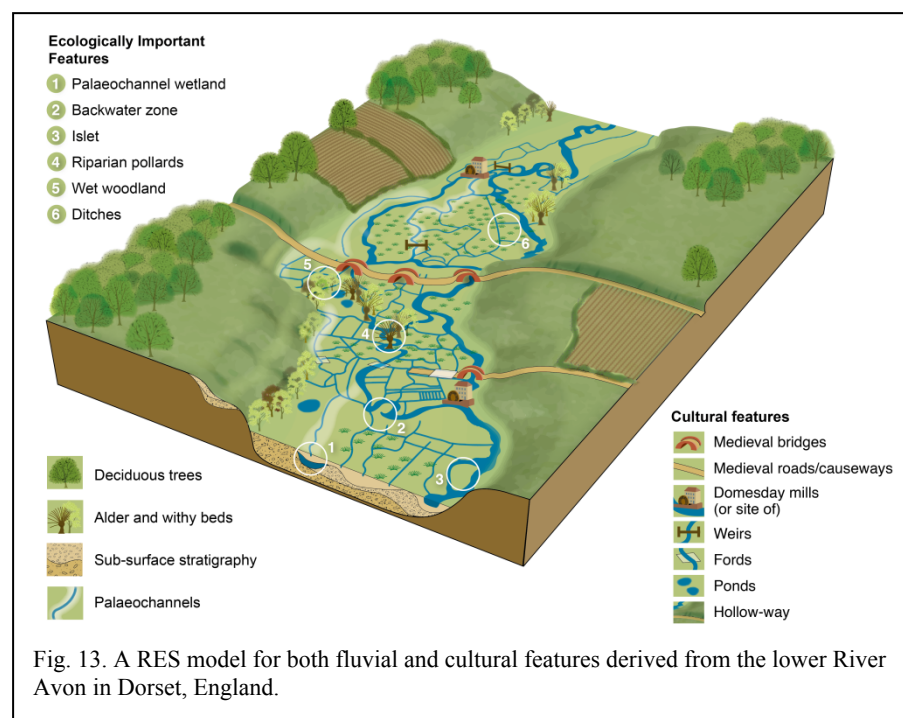 Ecologically Important
Features
1 Palaeochannel wetland
2 Backwater zone
3 Islet
4 Riparian pollards
5 Wet woodland
6 Ditches
6
5
4
2
1
3
Deciduous trees
Alder and withy beds
Sub-surface stratigraphy
Palaeochannels
Cultural features
Medieval bridges
Medieval roads/causeways
Domesday mills
(or site of)
Weirs
Fords
Ponds
Hollow-way
Fig. 13. A RES model for both fluvial and cultural features derived from the lower River
Avon in Dorset, England.